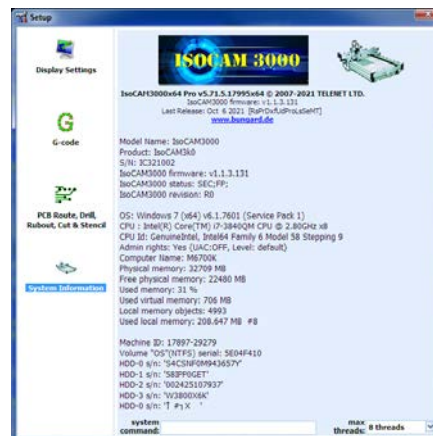 Setup
Display Settings
G
G-code
PCB Route, Drill,
Rubout, Cut & Stencil
System Information
ISOCAM 3000
IsoCAM3000x64 Pro v5.71.5.17995x64 © 2007-2021 TELENET LTD.
IsoCAM3000 firmware: v1.1.3.131
Last Release: Oct 6 2021 [RsPrDxfUdProLsSeMT]
www.bungard.de
Model Name: IsoCAM3000
Product: IsoCAM3k0
S/N: IC321002
IsoCAM3000 firmware: v1.1.3.131
IsoCAM3000 status: SEC;FP;
IsoCAM3000 revision: R0
OS: Windows 7 (x64) v6.1.7601 (Service Pack 1)
CPU : Intel(R) Core(TM) i7-3840QM CPU @ 2.80GHz x8
CPU Id: GenuineIntel, Intel64 Family 6 Model 58 Stepping 9
Admin rights: Yes (UAC:OFF, Level: default)
Computer Name: M6700K
Physical memory: 32709 MB
Free physical memory: 22480 MB
Used memory: 31 %
Used virtual memory: 706 MB
Local memory objects: 4993
Used local memory: 208.647 MB #8
Machine ID: 17897-29279
Volume "OS"(NTFS) serial: 5E04F410
HDD-0 s/n: 'S4CSNF0M943657Y'
HDD-1 s/n: '58IFF0GET'
HDD-2 s/n: '002425107937'
HDD-3 s/n: 'W3800X6K'
HDD-0 s/n:
system
command:
max
threads: 8 threads